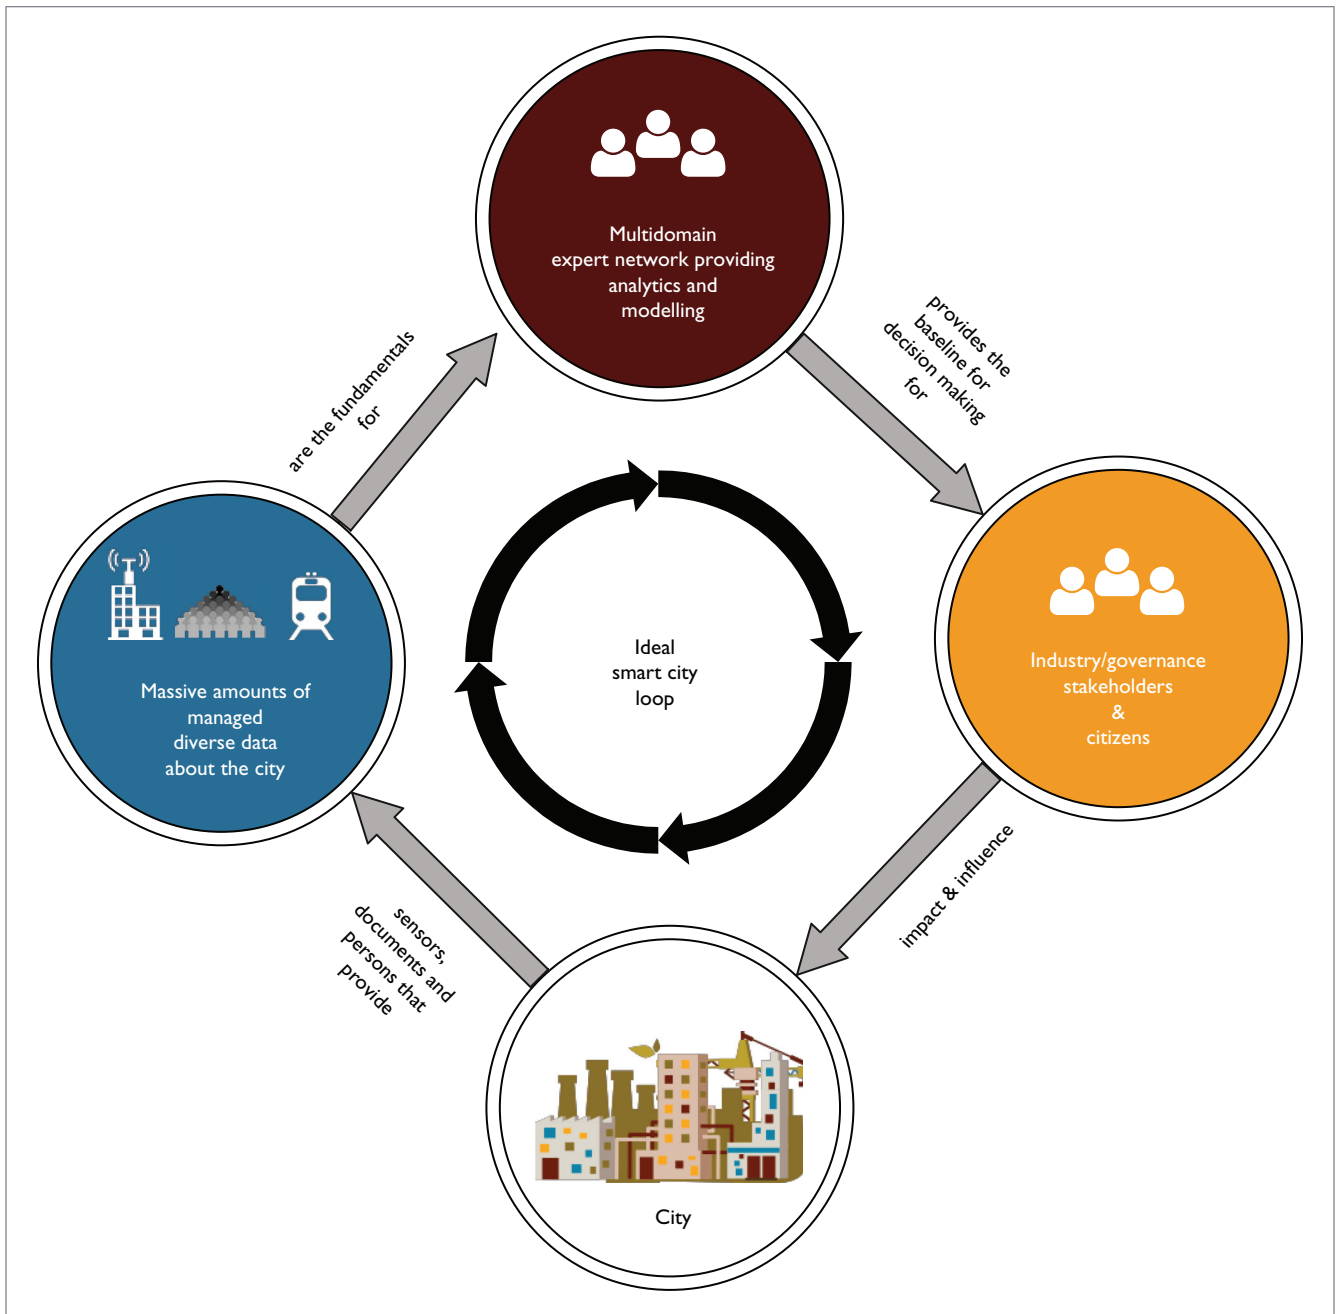 Multidomain
expert network providing
analytics and
modelling
are the fundamentals
for
provides the
baseline for
decision making
for
Massive amounts of
managed
diverse data
about the city
Ideal
smart city
loop
Industry/governance
stakeholders
&
citizens
sensors,
documents and
persons that
provide
impact & influence
City